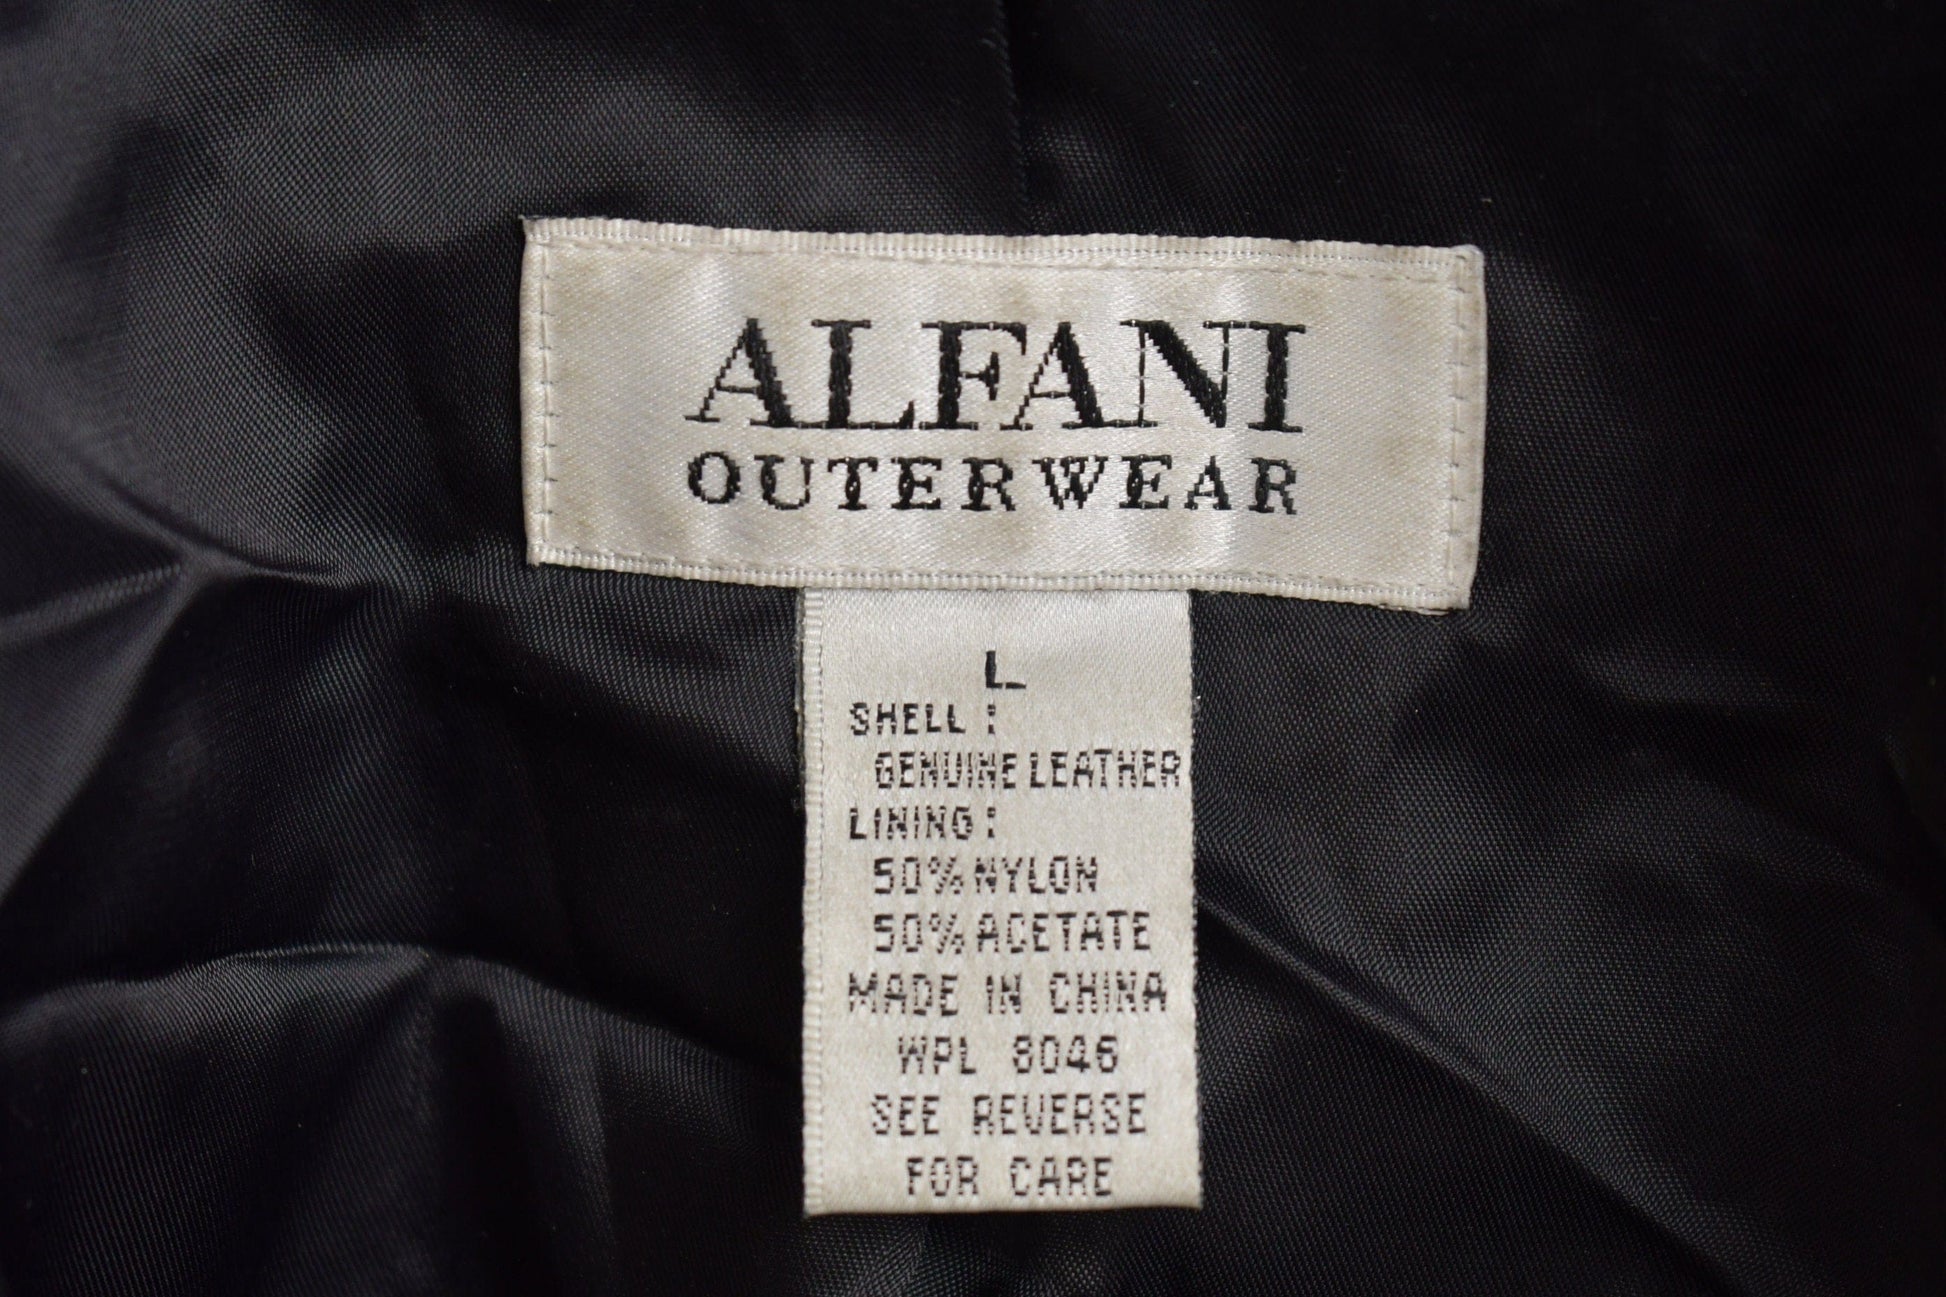 ALFANI
OUTERWEAR
L
SHELL:
GENUINE LEATHER
LINING:
50% NYLON
50% ACETATE
MADE IN CHINA
WPL 8046
SEE REVERSE
FOR CARE